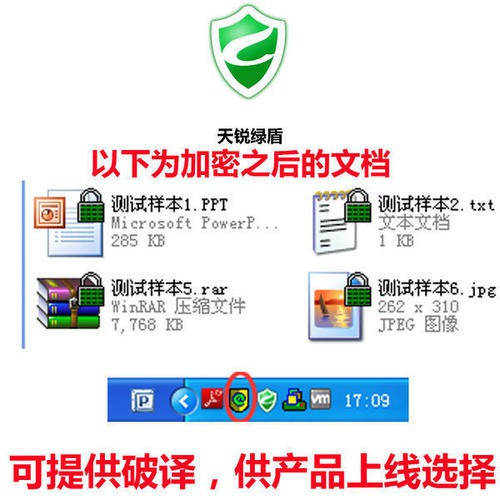 天锐绿盾
以下为加密之后的文档
测试样本1.PPT
Microsoft PowerP...
285 KB
测试样本2.txt
文本文档
1 KB
测试样本5.rar
WinRAR 压缩文件
7,768 KB
测试样本6.jpg
262 x 310
JPEG 图像
P
vm
17:09
可提供破译，供产品上线选择